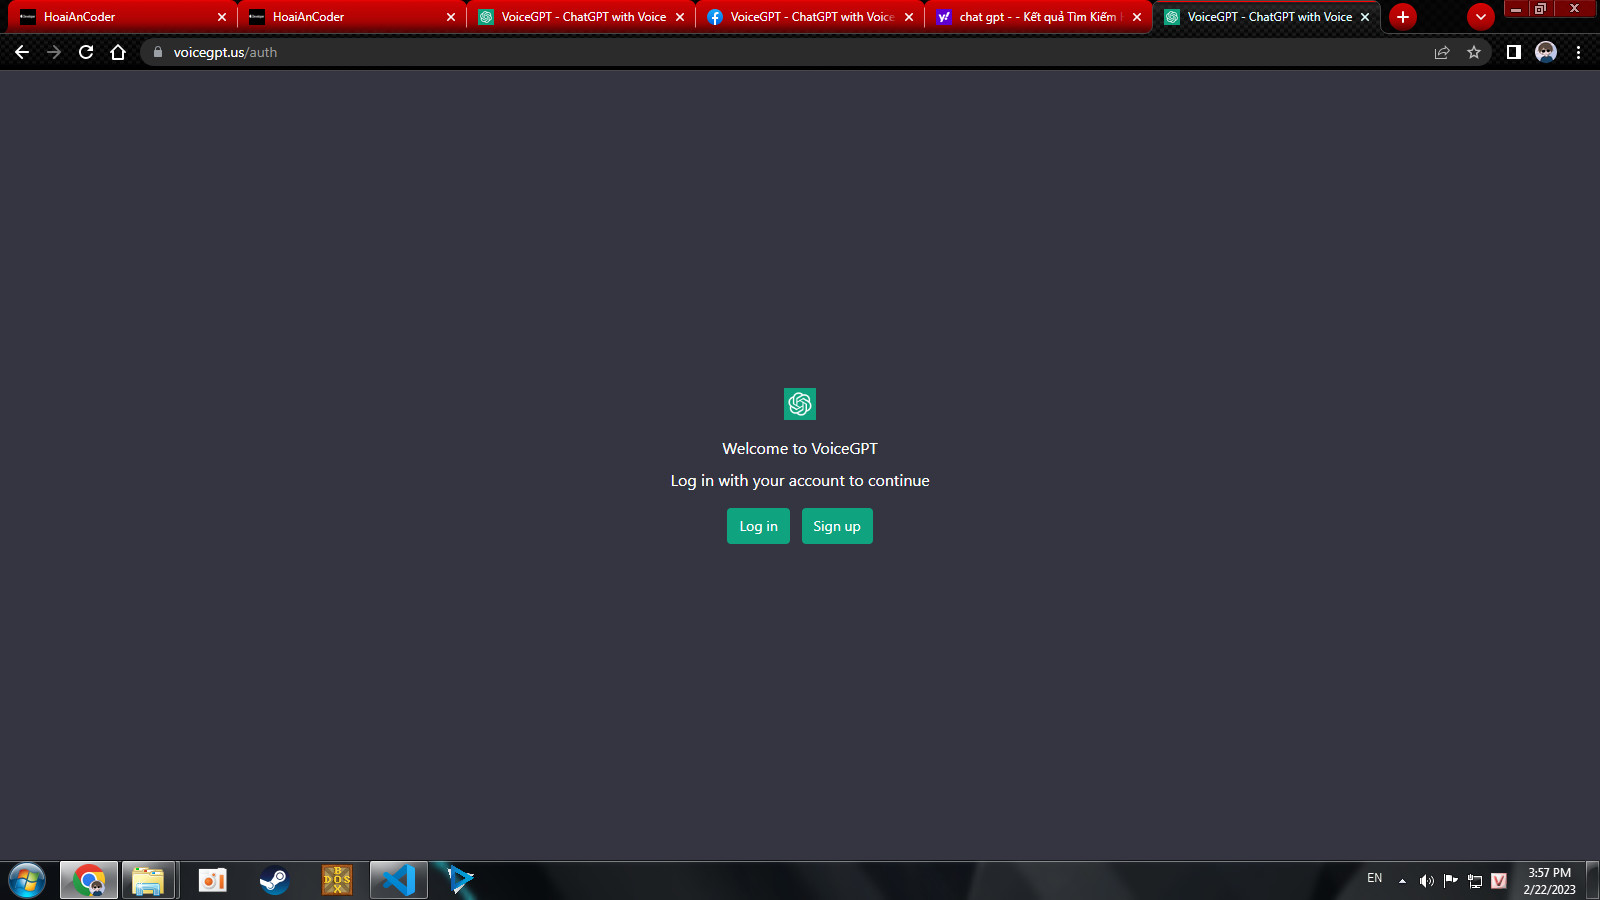 HoaiAnCoder
HoaiAnCoder
VoiceGPT - ChatGPT with Voice
VoiceGPT - ChatGPT with Voice
chat gpt - - Kết quả Tìm Kiếm
VoiceGPT - ChatGPT with Voice
voicegpt.us/auth
Welcome to VoiceGPT
Log in with your account to continue
Log in
Sign up
EN
3:57 PM
2/22/2023